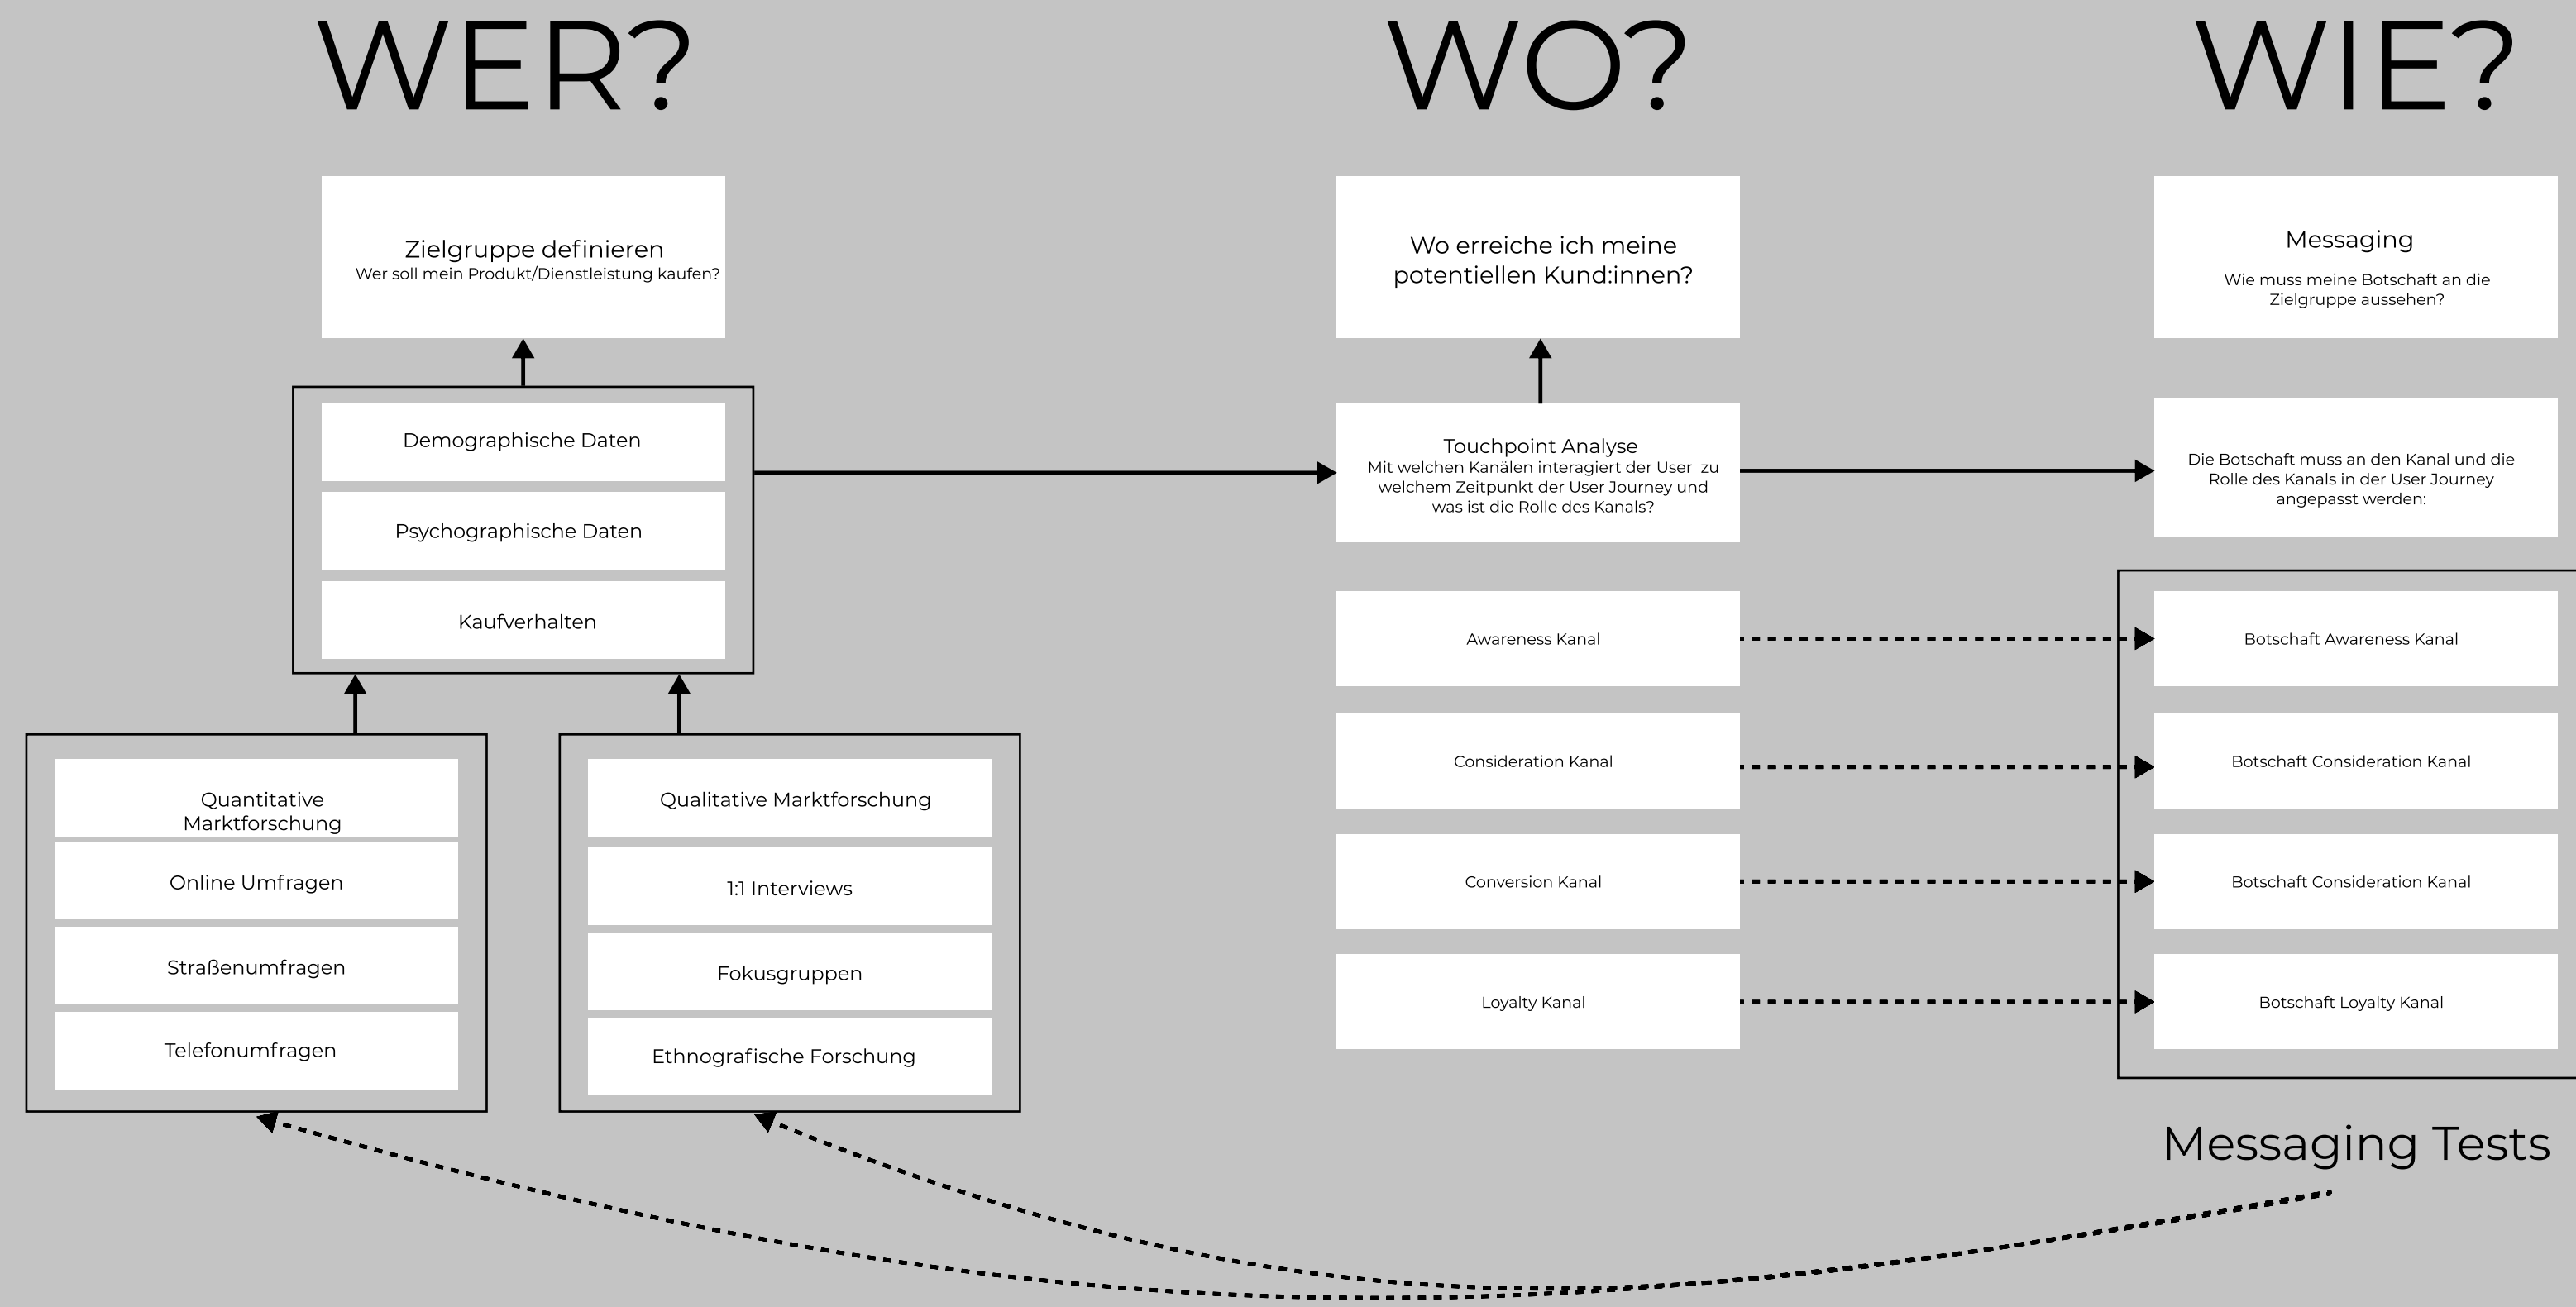 WER?
Zielgruppe definieren
Wer soll mein Produkt/Dienstleistung kaufen?
Demographische Daten
Psychographische Daten
Kaufverhalten
Quantitative
Marktforschung
Online Umfragen
Straßenumfragen
Telefonumfragen
Qualitative Marktforschung
1:1 Interviews
Fokusgruppen
Ethnografische Forschung
WO?
Wo erreiche ich meine
potentiellen Kund:innen?
Touchpoint Analyse
Mit welchen Kanälen interagiert der User zu
welchem Zeitpunkt der User Journey und
was ist die Rolle des Kanals?
Awareness Kanal
Consideration Kanal
Conversion Kanal
Loyalty Kanal
WIE?
Messaging
Wie muss meine Botschaft an die
Zielgruppe aussehen?
Die Botschaft muss an den Kanal und die
Rolle des Kanals in der User Journey
angepasst werden:
Botschaft Awareness Kanal
Botschaft Consideration Kanal
Botschaft Consideration Kanal
Botschaft Loyalty Kanal
Messaging Tests